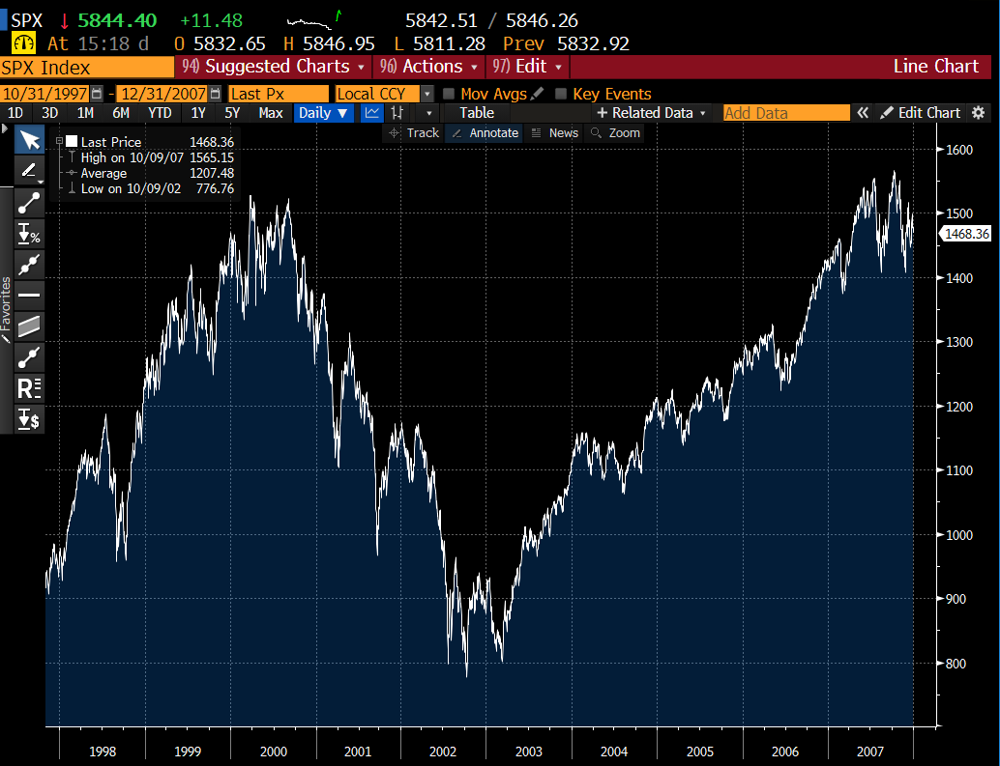 SPX ↓ 5844.40 +11.48 5842.51 / 5846.26
At 15:18 d O 5832.65 H 5846.95 L 5811.28 Prev 5832.92
SPX Index 94) Suggested Charts 96) Actions 97) Edit Line Chart
10/31/1997 - 12/31/2007 Last Px Local CCY Mov Avgs Key Events
1D 3D 1M 6M YTD 1Y 5Y Max Daily ▼ Table + Related Data Add Data « Edit Chart
Track Annotate News Zoom
Last Price 1468.36
High on 10/09/07 1565.15
Average 1207.48
Low on 10/09/02 776.76
%
R
$
Favorites
1600
1500
1468.36
1400
1300
1200
1100
1000
900
800
1998 1999 2000 2001 2002 2003 2004 2005 2006 2007